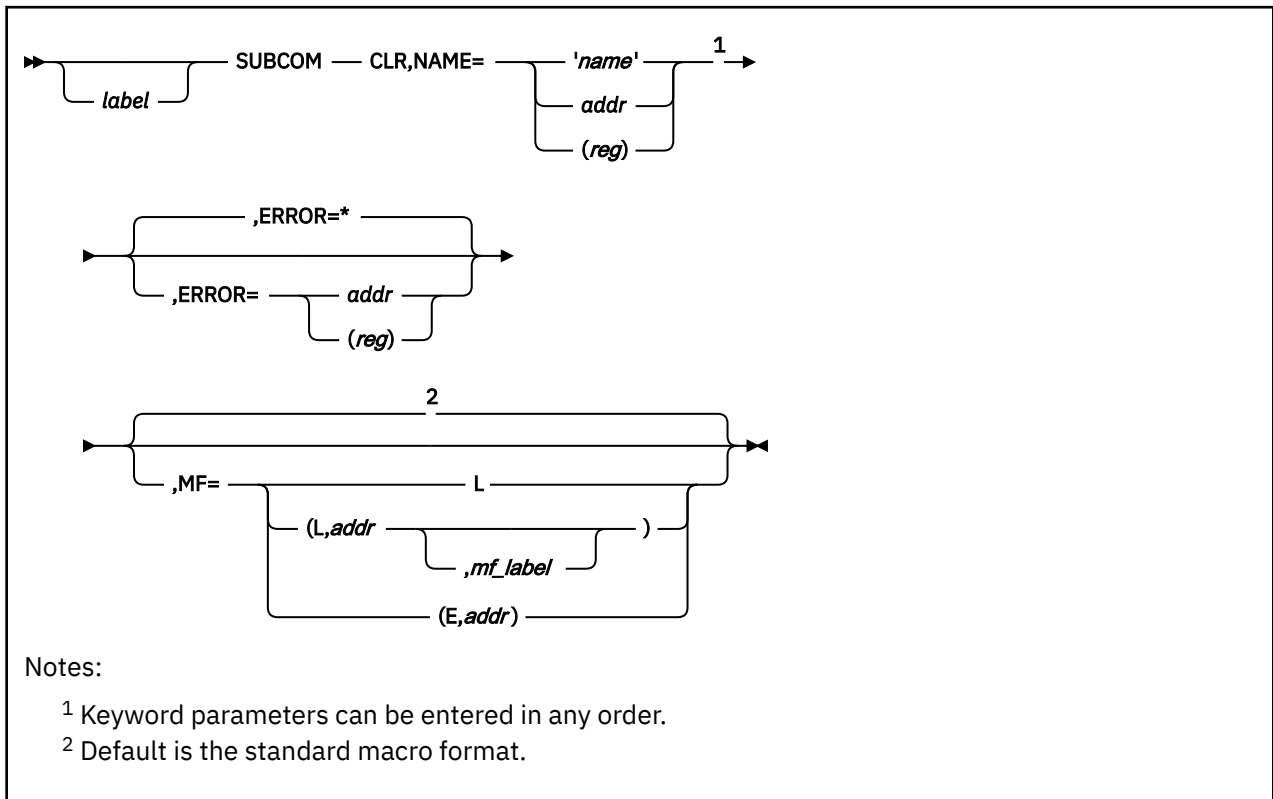 1
SUBCOM CLR,NAME= 'name'
label addr
(reg)
,ERROR=*
,ERROR= addr
(reg)
2
,MF= L
(L,addr )
,mf_label
(E,addr)
Notes:
1 Keyword parameters can be entered in any order.
2 Default is the standard macro format.